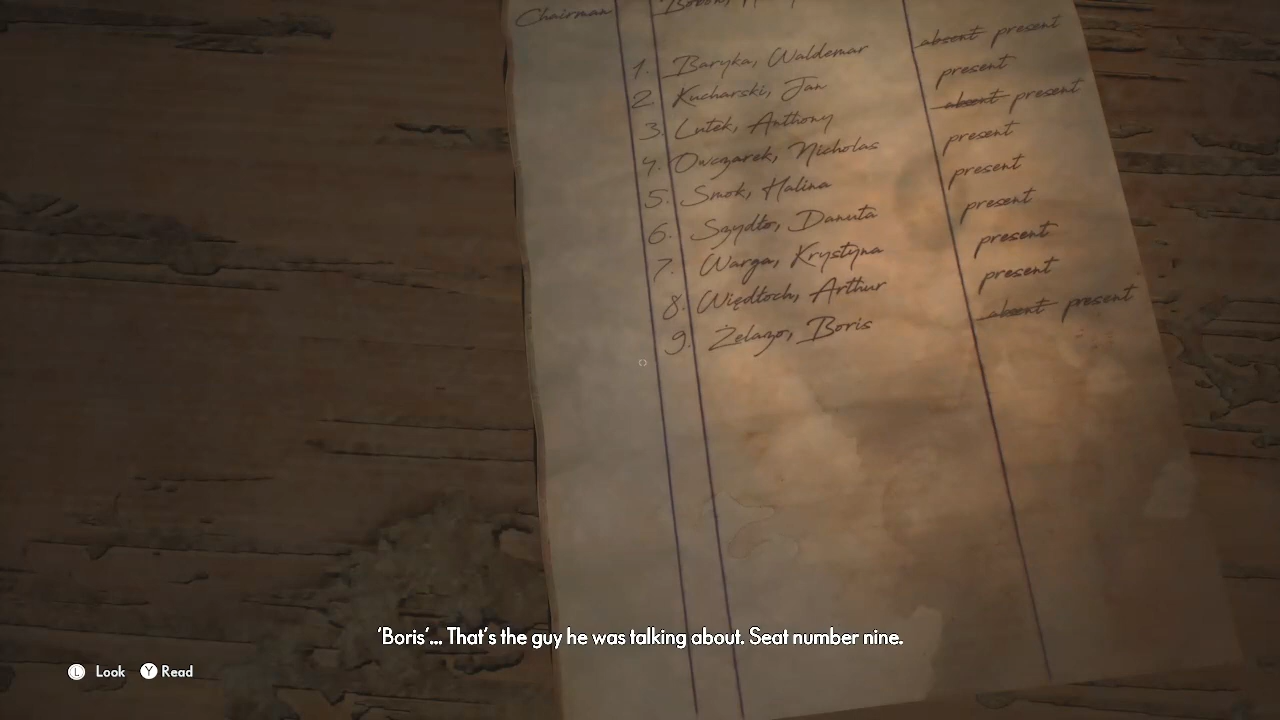 Chairman
1. Baryka, Waldemar absent present
2. Kucharski, Jan present
3. Lutek, Anthony absent present
4. Owczarek, Nicholas present
5. Smok, Halina present
6. Szydło, Danuta present
7. Warga, Krystyna present
8. Więdłoch, Arthur present
9. Żelazo, Boris absent present
'Boris'... That's the guy he was talking about. Seat number nine.
L Look Y Read